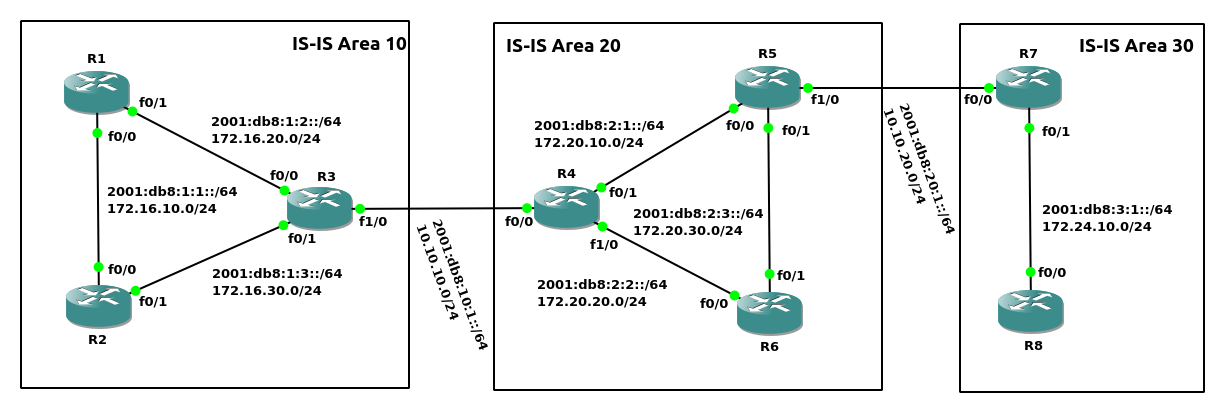 IS-IS Area 10
R1
f0/1
f0/0
2001:db8:1:2::/64
172.16.20.0/24
f0/0
R3
2001:db8:1:1::/64
172.16.10.0/24
f1/0
f0/1
f0/0
2001:db8:1:3::/64
172.16.30.0/24
f0/1
R2
2001:db8:10:1::/64
10.10.10.0/24
IS-IS Area 20
R5
f1/0
f0/0
f0/1
2001:db8:2:1::/64
172.20.10.0/24
R4
f0/1
f0/0
2001:db8:2:3::/64
172.20.30.0/24
f1/0
f0/1
2001:db8:2:2::/64
172.20.20.0/24
f0/0
R6
2001:db8:20:1::/64
10.10.20.0/24
IS-IS Area 30
R7
f0/0
f0/1
2001:db8:3:1::/64
172.24.10.0/24
f0/0
R8